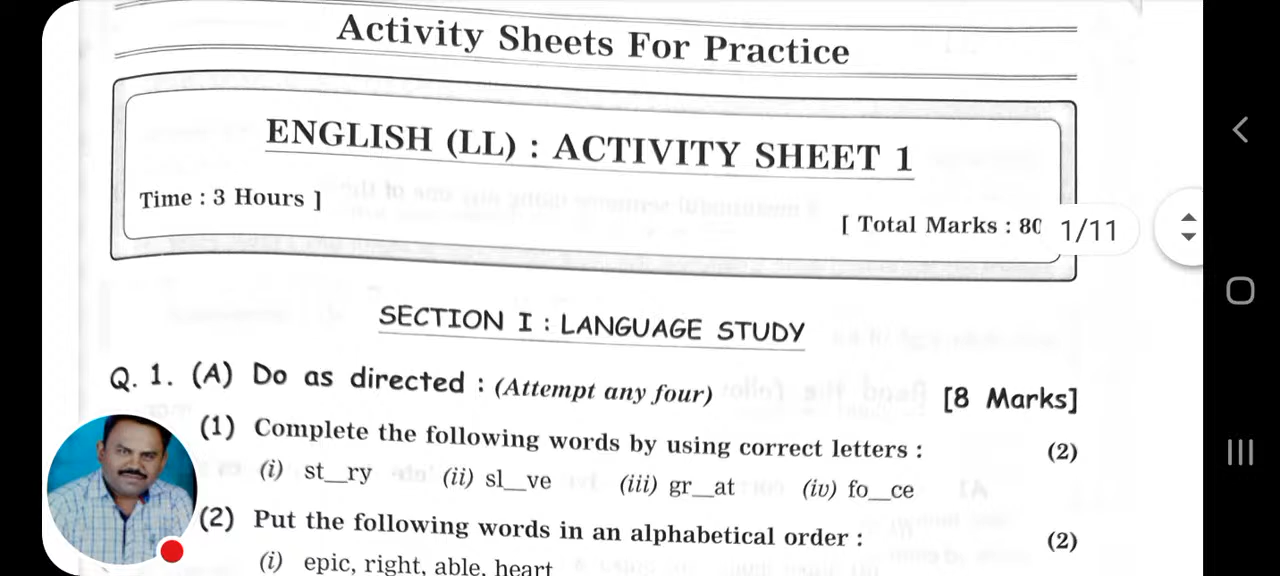 Activity Sheets For Practice
ENGLISH (LL) : ACTIVITY SHEET 1
Time : 3 Hours ]
[ Total Marks : 80
1/11
SECTION I : LANGUAGE STUDY
Q. 1. (A) Do as directed : (Attempt any four) [8 Marks]
(1) Complete the following words by using correct letters : (2)
(i) st__ry (ii) sl__ve (iii) gr__at (iv) fo__ce
(2) Put the following words in an alphabetical order : (2)
(i) epic, right, able, heart